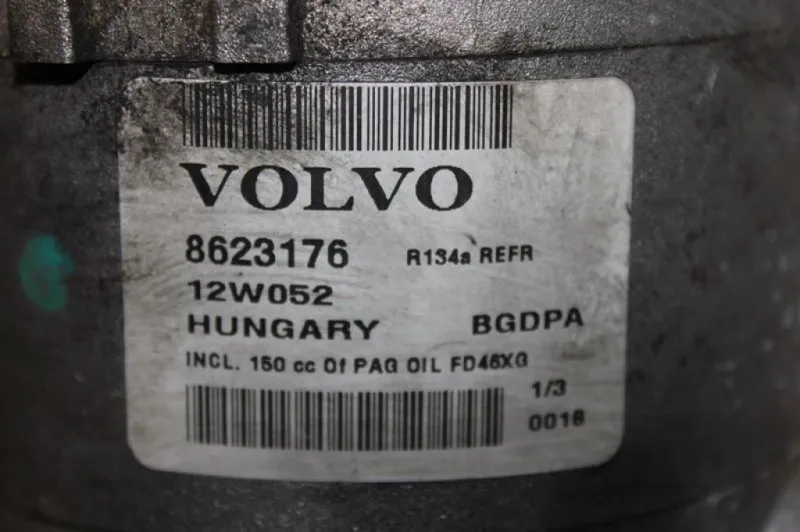 VOLVO
8623176 R134a REFR
12W052
HUNGARY BGDPA
INCL. 150 cc Of PAG OIL FD46XG
1/3
0018